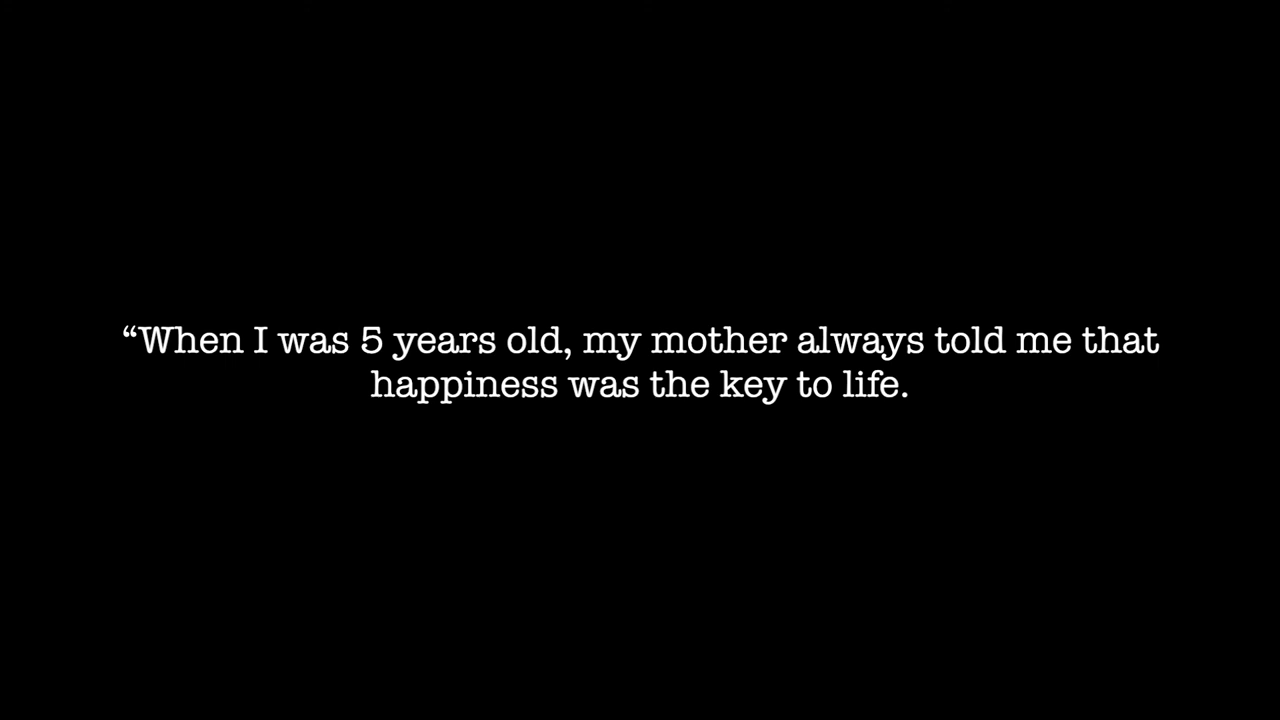 “When I was 5 years old, my mother always told me that
happiness was the key to life.